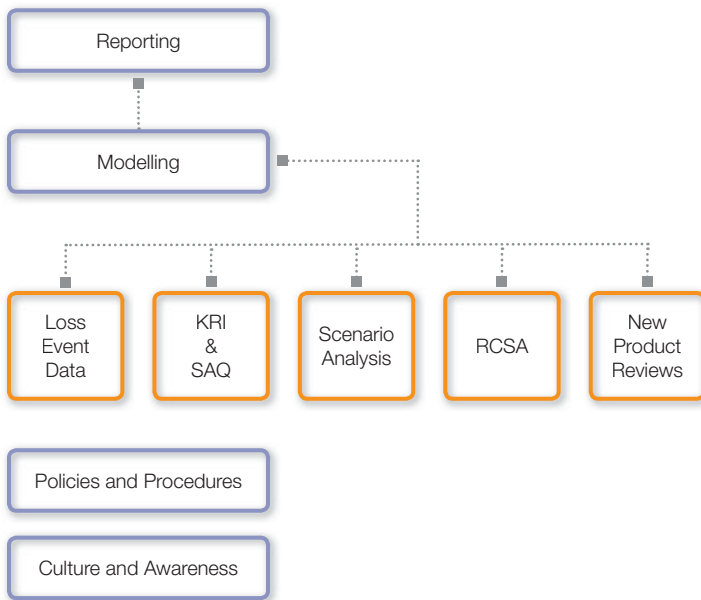 Reporting
Modelling
Loss
Event
Data
KRI
&
SAQ
Scenario
Analysis
RCSA
New
Product
Reviews
Policies and Procedures
Culture and Awareness